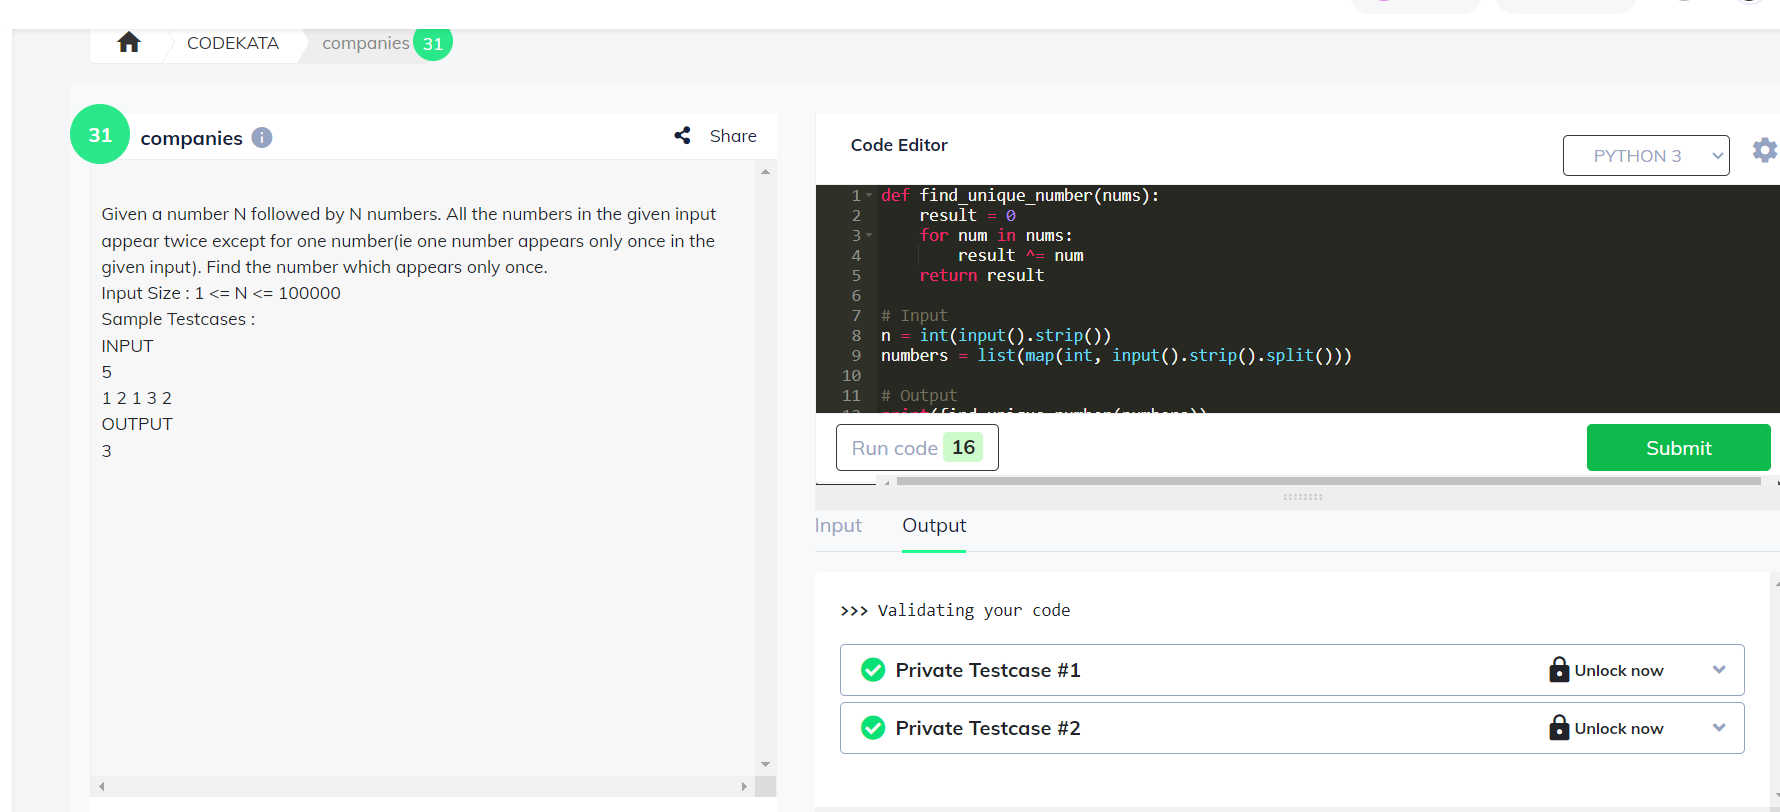 CODEKATA
companies 31
31 companies
Share
Given a number N followed by N numbers. All the numbers in the given input
appear twice except for one number(ie one number appears only once in the
given input). Find the number which appears only once.
Input Size : 1 <= N <= 100000
Sample Testcases :
INPUT
5
1 2 1 3 2
OUTPUT
3
Code Editor
PYTHON 3
1 def find_unique_number(nums):
2 result = 0
3 for num in nums:
4 result ^= num
5 return result
6
7 # Input
8 n = int(input().strip())
9 numbers = list(map(int, input().strip().split()))
10
11 # Output
12 print(find_unique_number(numbers))
Run code 16
Submit
Input
Output
>>> Validating your code
Private Testcase #1
Unlock now
Private Testcase #2
Unlock now